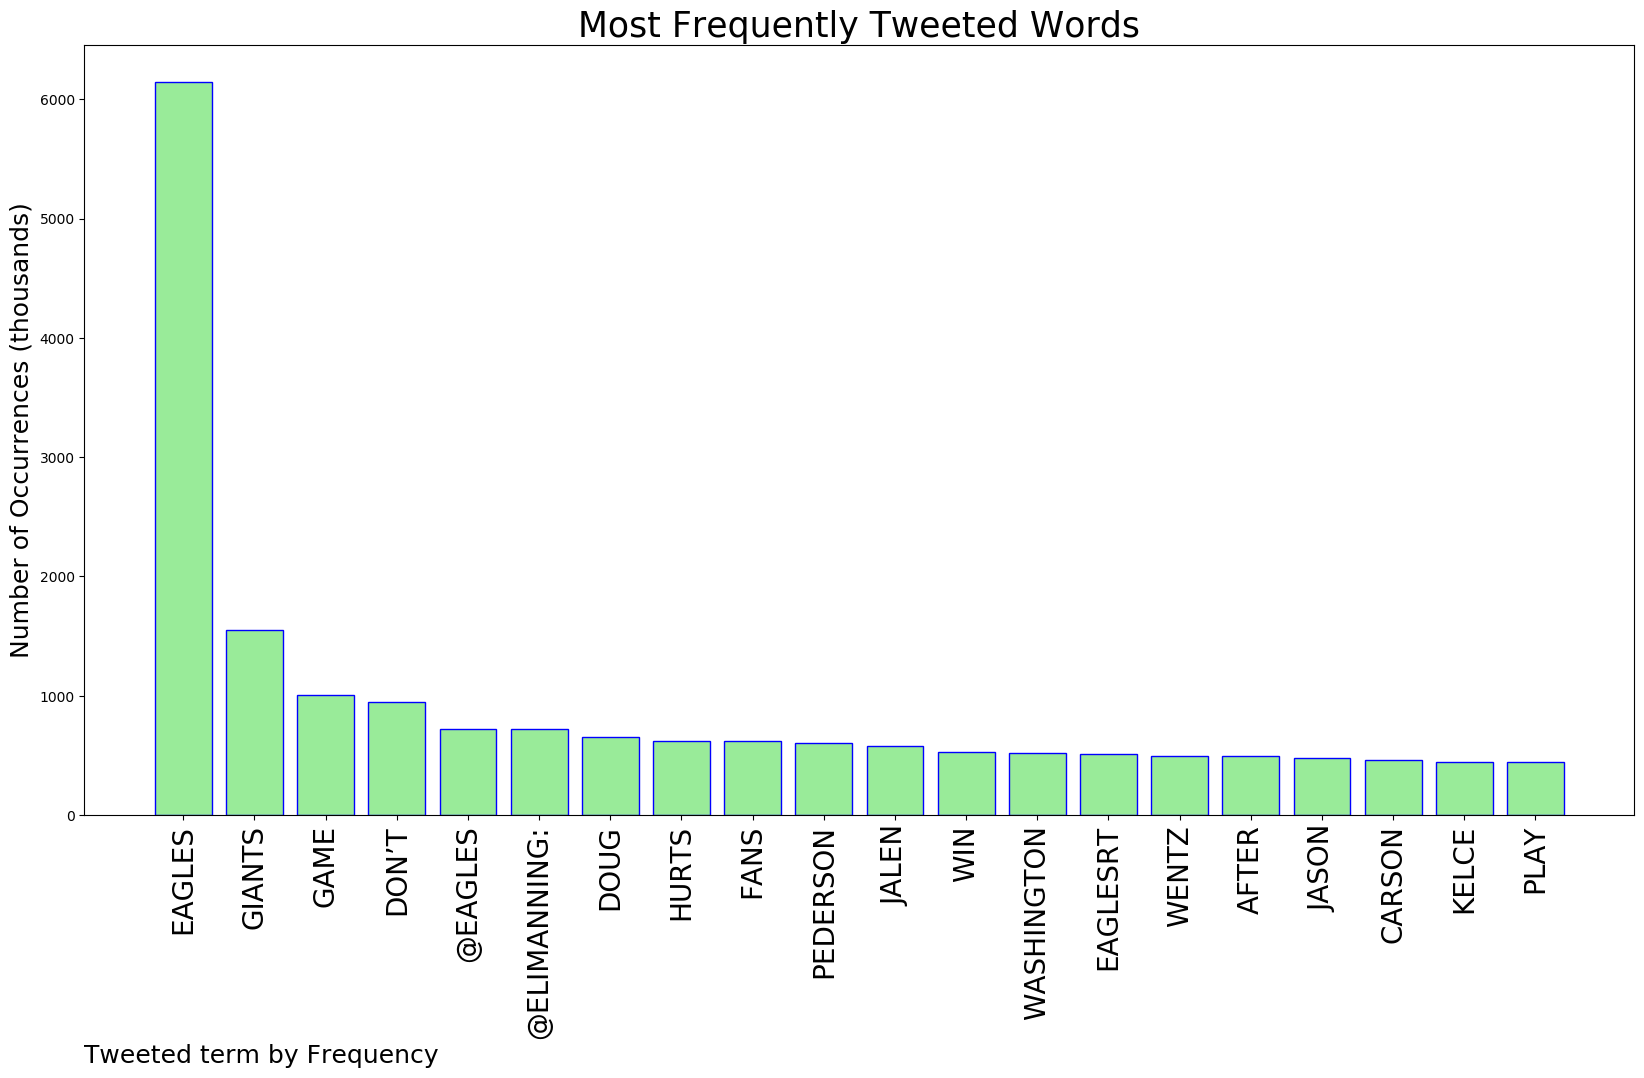 Most Frequently Tweeted Words
Number of Occurrences (thousands)
6000
5000
4000
3000
2000
1000
0
EAGLES
GIANTS
GAME
DON’T
@EAGLES
@ELIMANNING:
DOUG
HURTS
FANS
PEDERSON
JALEN
WIN
WASHINGTON
EAGLESRT
WENTZ
AFTER
JASON
CARSON
KELCE
PLAY
Tweeted term by Frequency